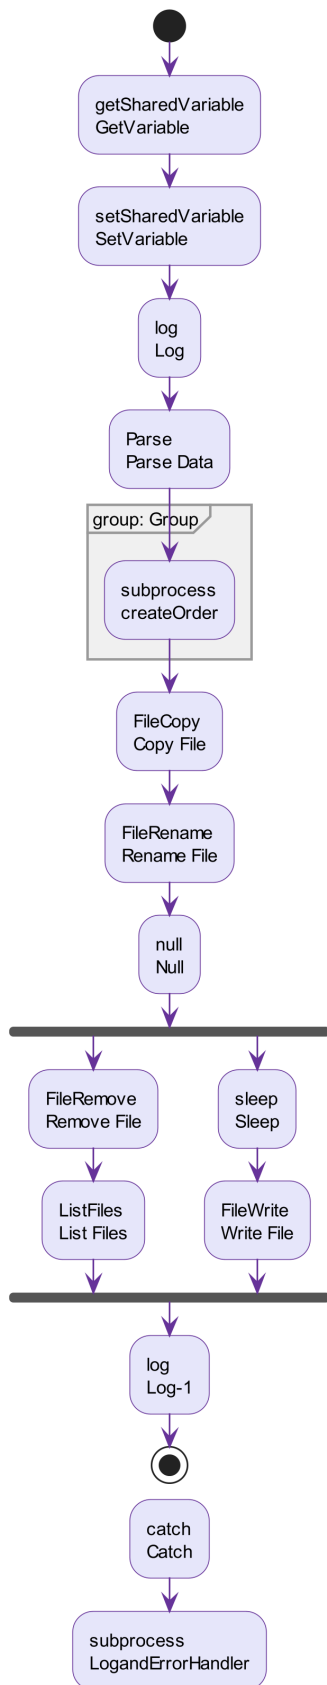 getSharedVariable
GetVariable
setSharedVariable
SetVariable
log
Log
Parse
Parse Data
group: Group
subprocess
createOrder
FileCopy
Copy File
FileRename
Rename File
null
Null
FileRemove
Remove File
sleep
Sleep
ListFiles
List Files
FileWrite
Write File
log
Log-1
catch
Catch
subprocess
LogandErrorHandler